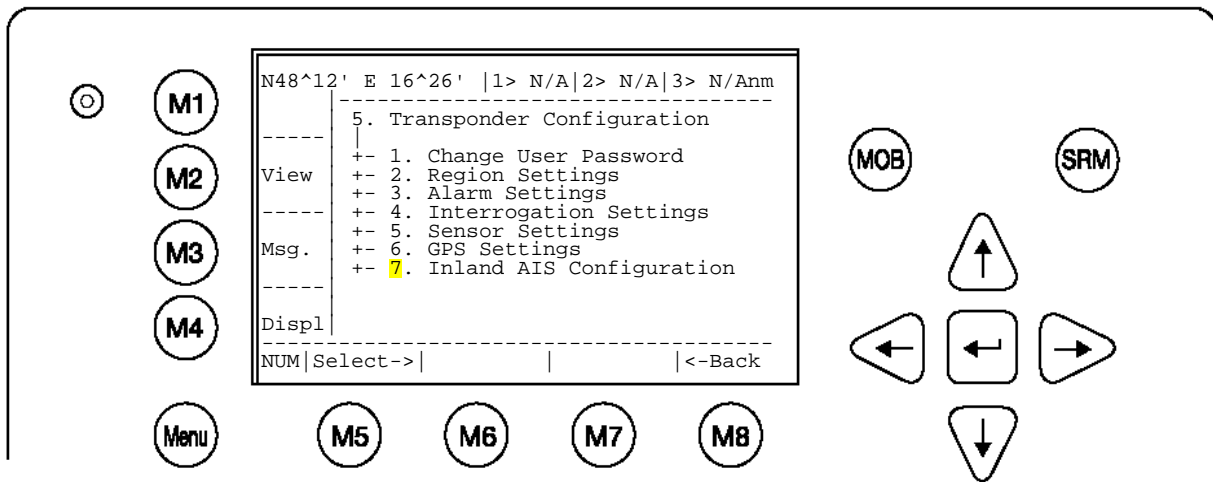 N48^12' E 16^26' |1> N/A|2> N/A|3> N/Anm
5. Transponder Configuration
+- 1. Change User Password
+- 2. Region Settings
+- 3. Alarm Settings
+- 4. Interrogation Settings
+- 5. Sensor Settings
+- 6. GPS Settings
+- 7. Inland AIS Configuration
View
Msg.
Displ
NUM|Select->| | |<-Back
M1
M2
M3
M4
Menu
M5
M6
M7
M8
MOB
SRM